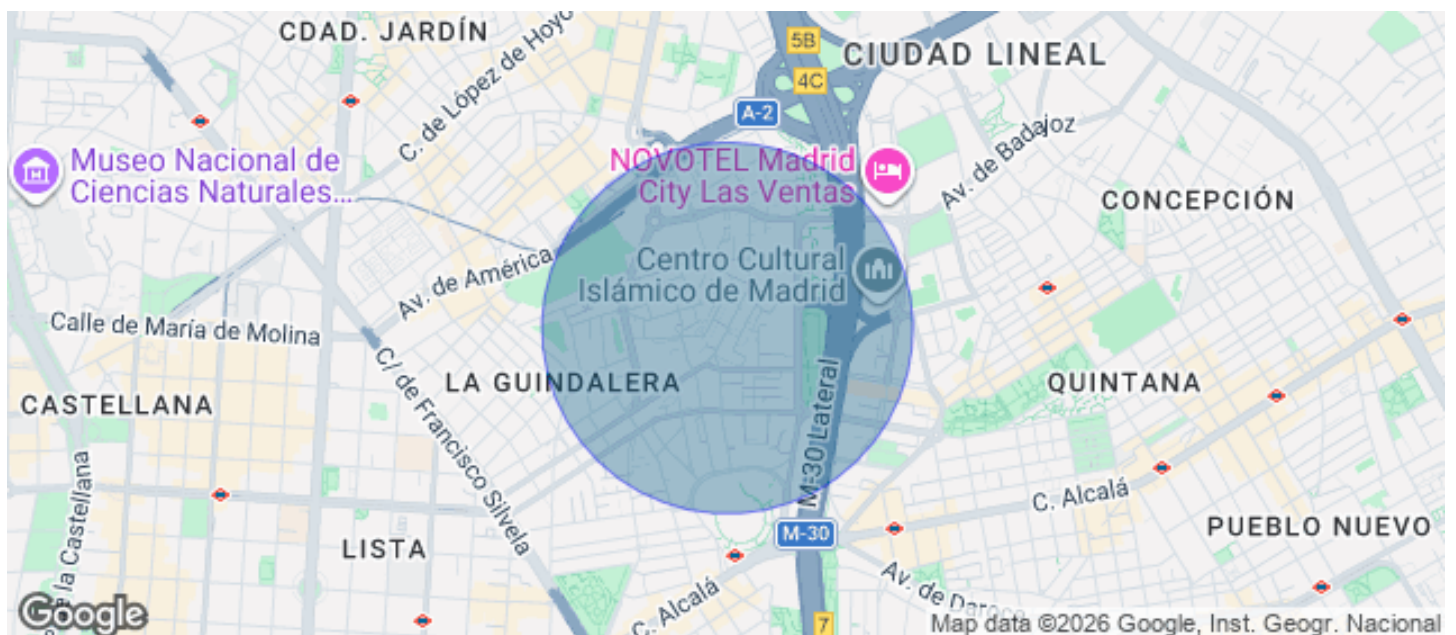 CDAD. JARDÍN
C. de López de Hoyo
5B
4C
CIUDAD LINEAL
A-2
Av. de Badajoz
Museo Nacional de
Ciencias Naturales...
NOVOTEL Madrid
City Las Ventas
CONCEPCIÓN
Av. de América
Centro Cultural
Islámico de Madrid
Calle de María de Molina
C/ de Francisco Silvela
LA GUINDALERA
QUINTANA
CASTELLANA
M-30 Lateral
la Castellana
C. Alcalá
M-30
PUEBLO NUEVO
LISTA
Av. de Daroca
C. Alcalá
7
Google
Map data ©2026 Google, Inst. Geogr. Nacional